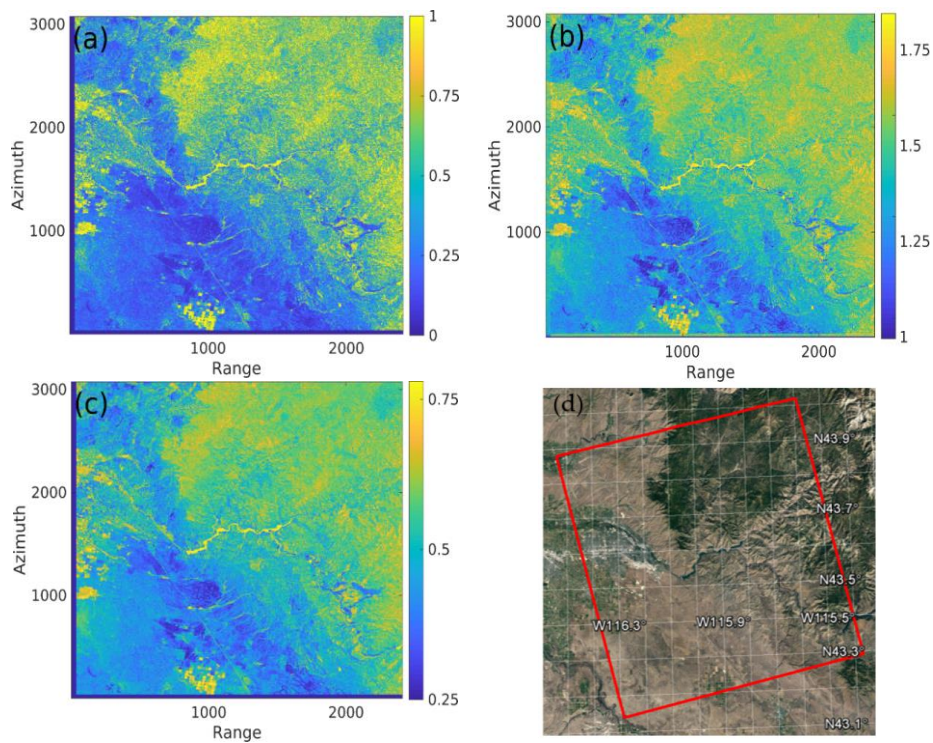 (a)
3000
2000
1000
Azimuth
1000
2000
Range
1
0.75
0.5
0.25
0
(b)
3000
2000
1000
Azimuth
1000
2000
Range
1.75
1.5
1.25
1
(c)
3000
2000
1000
Azimuth
1000
2000
Range
0.75
0.5
0.25
(d)
N43.9
N43.7
N43.5°
W116.3°
W115.9°
W115.5°
N43.3°
N43.1°